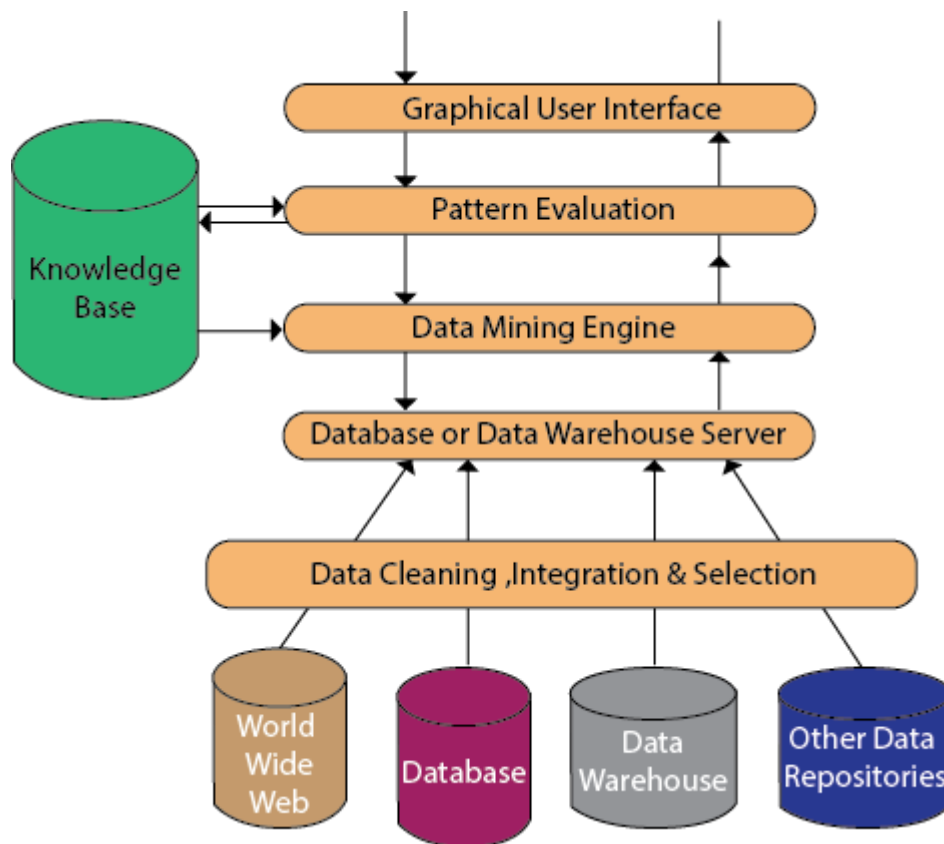 Graphical User Interface
Pattern Evaluation
Knowledge
Base
Data Mining Engine
Database or Data Warehouse Server
Data Cleaning ,Integration & Selection
World
Wide
Web
Database
Data
Warehouse
Other Data
Repositories